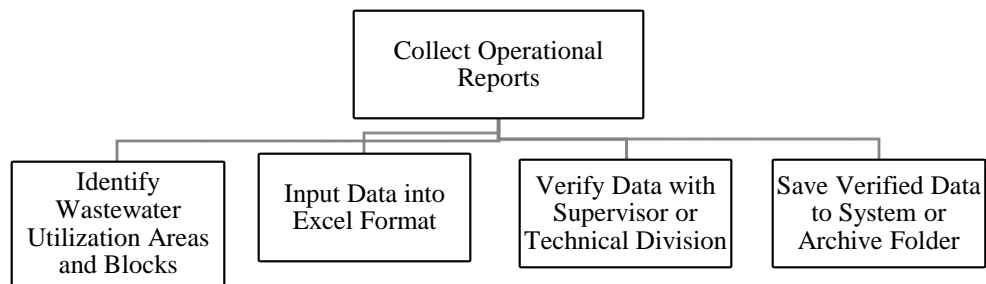 Collect Operational
Reports
Identify
Wastewater
Utilization Areas
and Blocks
Input Data into
Excel Format
Verify Data with
Supervisor or
Technical Division
Save Verified Data
to System or
Archive Folder